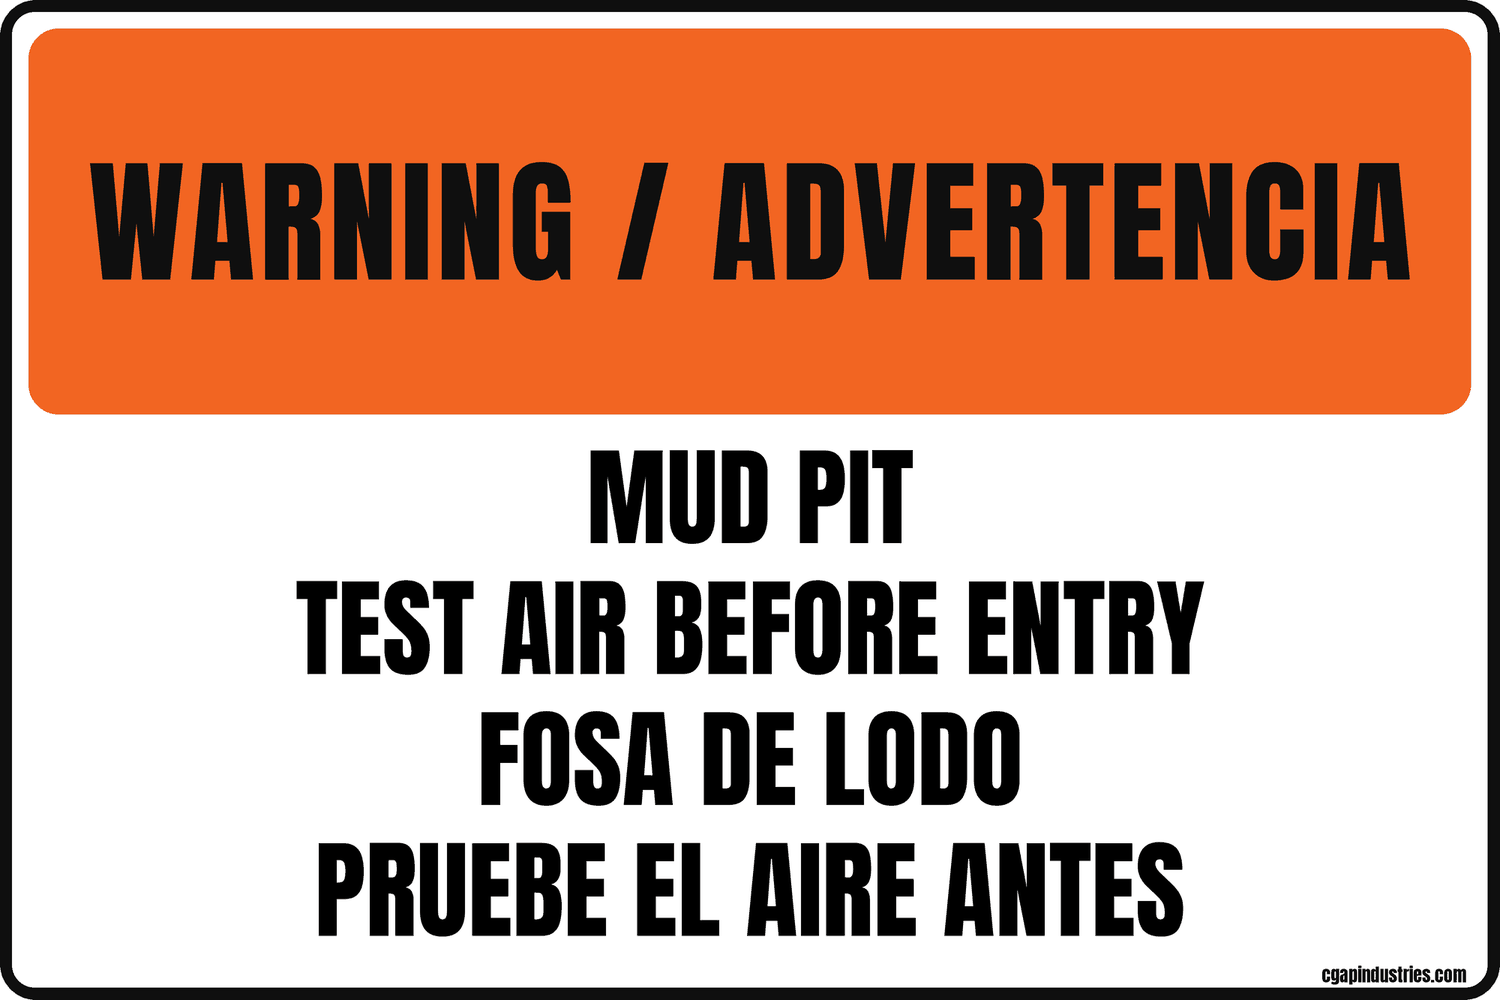 WARNING / ADVERTENCIA
MUD PIT
TEST AIR BEFORE ENTRY
FOSA DE LODO
PRUEBE EL AIRE ANTES
cgapindustries.com